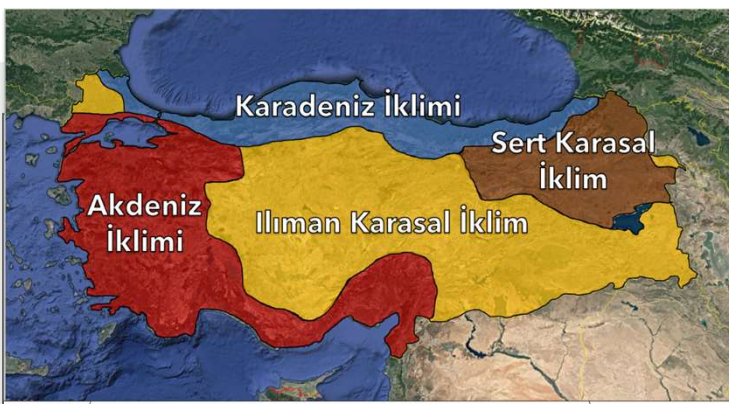 Karadeniz İklimi
Sert Karasal
İklim
Akdeniz
İklimi
Ilıman Karasal İklim